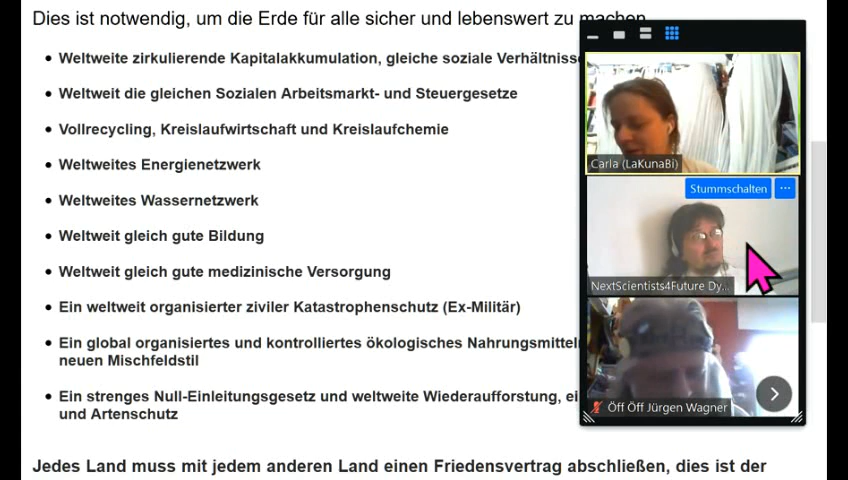 Dies ist notwendig, um die Erde für alle sicher und lebenswert zu machen
Weltweite zirkulierende Kapitalakkumulation, gleiche soziale Verhältnisse
Weltweit die gleichen Sozialen Arbeitsmarkt- und Steuergesetze
Vollrecycling, Kreislaufwirtschaft und Kreislaufchemie
Weltweites Energienetzwerk
Weltweites Wassernetzwerk
Weltweit gleich gute Bildung
Weltweit gleich gute medizinische Versorgung
Ein weltweit organisierter ziviler Katastrophenschutz (Ex-Militär)
Ein global organisiertes und kontrolliertes ökologisches Nahrungsmitteln
neuen Mischfeldstil
Ein strenges Null-Einleitungsgesetz und weltweite Wiederaufforstung, ei
und Artenschutz
Jedes Land muss mit jedem anderen Land einen Friedensvertrag abschließen, dies ist der
Carla (LaKunaBi)
Stummschalten ...
NextScientists4Future Dy...
Öff Öff Jürgen Wagner